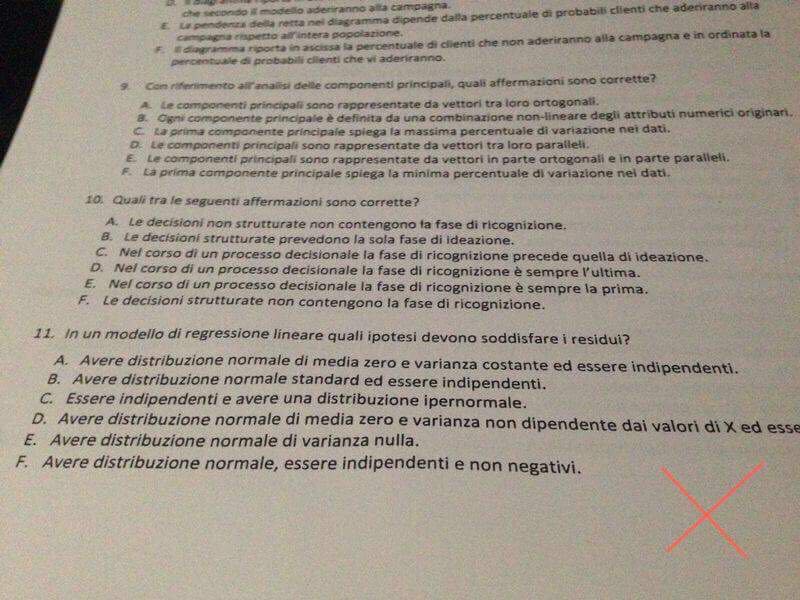 D. Il diagramma riporta
che secondo il modello aderiranno alla campagna.
E. La pendenza della retta nel diagramma dipende dalla percentuale di probabili clienti che aderiranno alla
campagna rispetto all'intera popolazione.
F. Il diagramma riporta in ascissa la percentuale di clienti che non aderiranno alla campagna e in ordinata la
percentuale di probabili clienti che vi aderiranno.
9. Con riferimento all'analisi delle componenti principali, quali affermazioni sono corrette?
A. Le componenti principali sono rappresentate da vettori tra loro ortogonali.
B. Ogni componente principale è definita da una combinazione non-lineare degli attributi numerici originari.
C. La prima componente principale spiega la massima percentuale di variazione nei dati.
D. Le componenti principali sono rappresentate da vettori tra loro paralleli.
E. Le componenti principali sono rappresentate da vettori in parte ortogonali e in parte paralleli.
F. La prima componente principale spiega la minima percentuale di variazione nei dati.
10. Quali tra le seguenti affermazioni sono corrette?
A. Le decisioni non strutturate non contengono la fase di ricognizione.
B. Le decisioni strutturate prevedono la sola fase di ideazione.
C. Nel corso di un processo decisionale la fase di ricognizione precede quella di ideazione.
D. Nel corso di un processo decisionale la fase di ricognizione è sempre l'ultima.
E. Nel corso di un processo decisionale la fase di ricognizione è sempre la prima.
F. Le decisioni strutturate non contengono la fase di ricognizione.
11. In un modello di regressione lineare quali ipotesi devono soddisfare i residui?
A. Avere distribuzione normale di media zero e varianza costante ed essere indipendenti.
B. Avere distribuzione normale standard ed essere indipendenti.
C. Essere indipendenti e avere una distribuzione ipernormale.
D. Avere distribuzione normale di media zero e varianza non dipendente dai valori di X ed esse
E. Avere distribuzione normale di varianza nulla.
F. Avere distribuzione normale, essere indipendenti e non negativi.